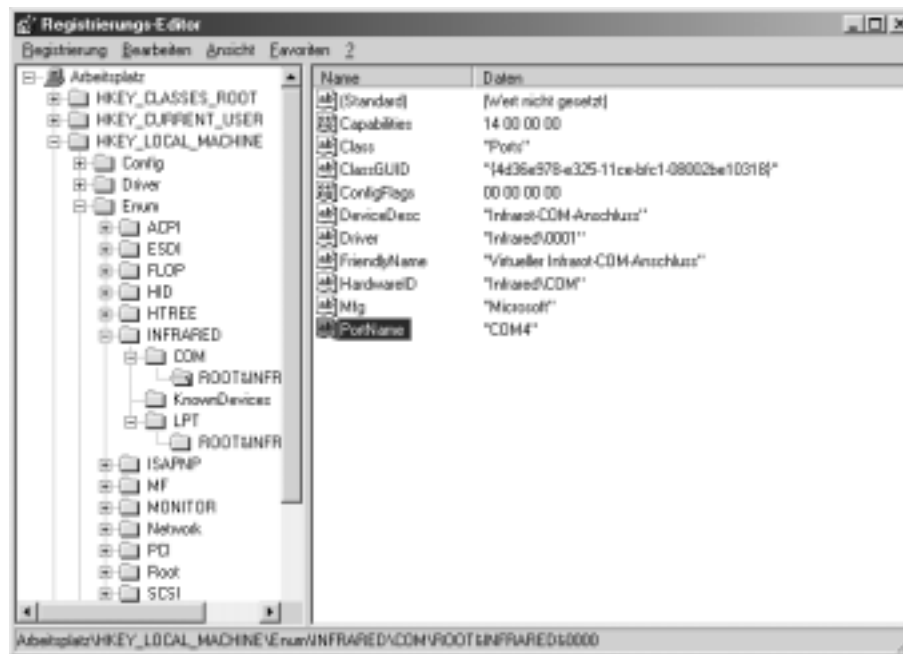 Registrierungs-Editor
Registrierung Bearbeiten Ansicht Favoriten ?
Arbeitsplatz
HKEY_CLASSES_ROOT
HKEY_CURRENT_USER
HKEY_LOCAL_MACHINE
Config
Driver
Enum
ACPI
ESDI
FLOP
HID
HTREE
INFRARED
COM
ROOT&INFR
KnownDevices
LPT
ROOT&INFR
ISAPNP
MF
MONITOR
Network
PCI
Root
SCSI
Name Daten
(Standard) (Wert nicht gesetzt)
Capabilities 14 00 00 00
Class "Ports"
ClassGUID "{4d36e978-e325-11ce-bfc1-08002be10318}"
ConfigFlags 00 00 00 00
DeviceDesc "Infrarot-COM-Anschluss"
Driver "Infrared\0001"
FriendlyName "Virtueller Infrarot-COM-Anschluss"
HardwareID "Infrared\COM"
Mfg "Microsoft"
PortName "COM4"
Arbeitsplatz\HKEY_LOCAL_MACHINE\Enum\INFRARED\COM\ROOT&INFRARED&0000